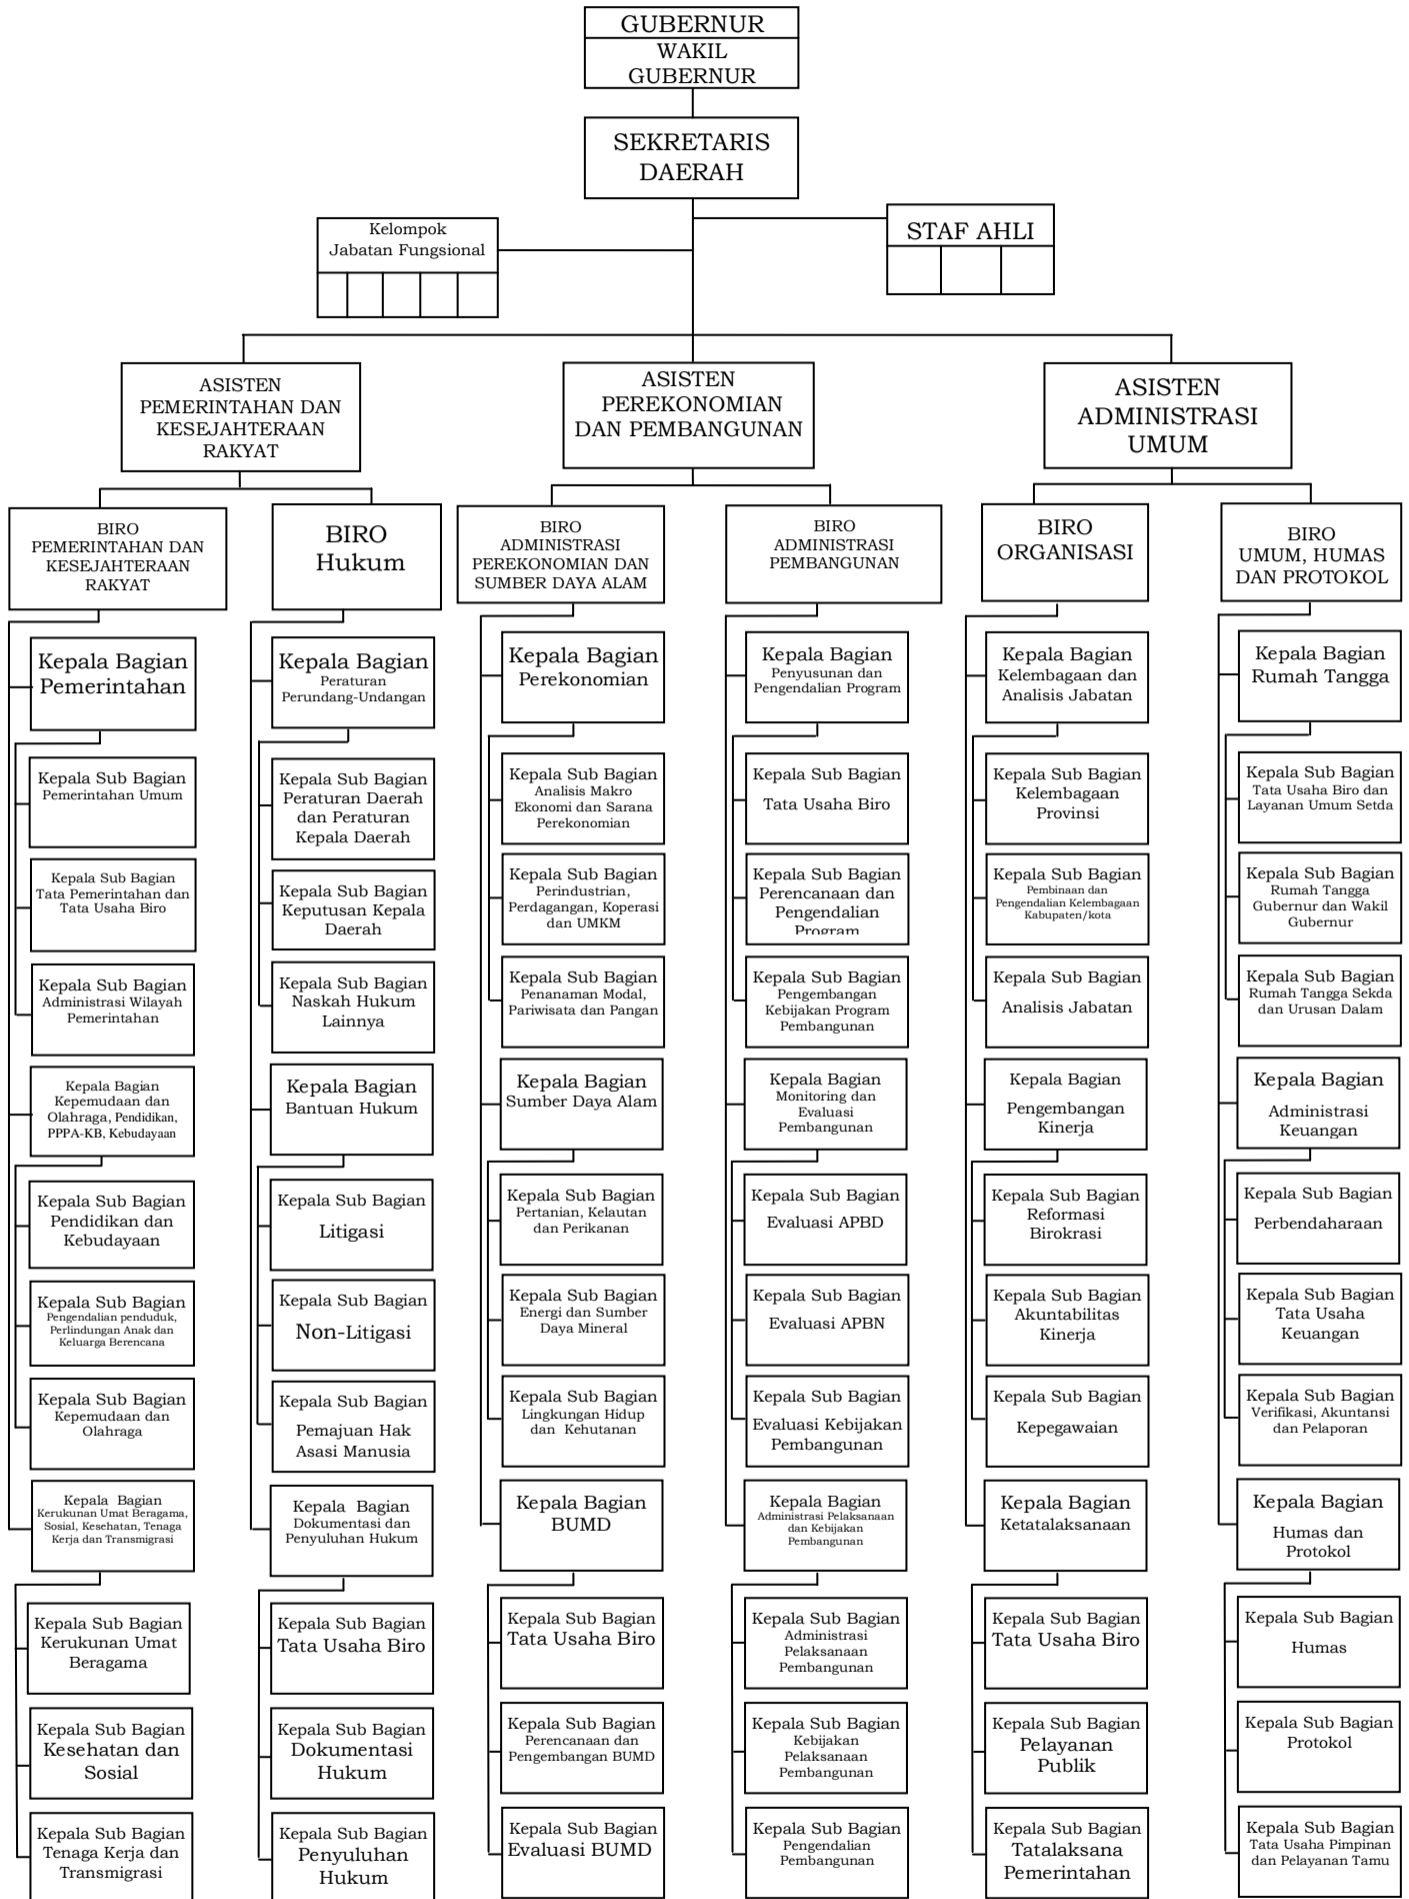 GUBERNUR
WAKIL
GUBERNUR
SEKRETARIS
DAERAH
Kelompok
Jabatan Fungsional
STAF AHLI
ASISTEN
PEMERINTAHAN DAN
KESEJAHTERAAN
RAKYAT
ASISTEN
PEREKONOMIAN
DAN PEMBANGUNAN
ASISTEN
ADMINISTRASI
UMUM
BIRO
PEMERINTAHAN DAN
KESEJAHTERAAN
RAKYAT
Kepala Bagian
Pemerintahan
Kepala Sub Bagian
Pemerintahan Umum
Kepala Sub Bagian
Tata Pemerintahan dan
Tata Usaha Biro
Kepala Sub Bagian
Administrasi Wilayah
Pemerintahan
Kepala Bagian
Kepemudaan dan
Olahraga, Pendidikan,
PPPA-KB, Kebudayaan
Kepala Sub Bagian
Pendidikan dan
Kebudayaan
Kepala Sub Bagian
Pengendalian penduduk,
Perlindungan Anak dan
Keluarga Berencana
Kepala Sub Bagian
Kepemudaan dan
Olahraga
Kepala  Bagian
Kerukunan Umat Beragama,
Sosial, Kesehatan, Tenaga
Kerja dan Transmigrasi
Kepala Sub Bagian
Kerukunan Umat
Beragama
Kepala Sub Bagian
Kesehatan dan
Sosial
Kepala Sub Bagian
Tenaga Kerja dan
Transmigrasi
BIRO
Hukum
Kepala Bagian
Peraturan
Perundang-Undangan
Kepala Sub Bagian
Peraturan Daerah
dan Peraturan
Kepala Daerah
Kepala Sub Bagian
Keputusan Kepala
Daerah
Kepala Sub Bagian
Naskah Hukum
Lainnya
Kepala Bagian
Bantuan Hukum
Kepala Sub Bagian
Litigasi
Kepala Sub Bagian
Non-Litigasi
Kepala Sub Bagian
Pemajuan Hak
Asasi Manusia
Kepala  Bagian
Dokumentasi dan
Penyuluhan Hukum
Kepala Sub Bagian
Tata Usaha Biro
Kepala Sub Bagian
Dokumentasi
Hukum
Kepala Sub Bagian
Penyuluhan
Hukum
BIRO
ADMINISTRASI
PEREKONOMIAN DAN
SUMBER DAYA ALAM
Kepala Bagian
Perekonomian
Kepala Sub Bagian
Analisis Makro
Ekonomi dan Sarana
Perekonomian
Kepala Sub Bagian
Perindustrian,
Perdagangan, Koperasi
dan UMKM
Kepala Sub Bagian
Penanaman Modal,
Pariwisata dan Pangan
Kepala Bagian
Sumber Daya Alam
Kepala Sub Bagian
Pertanian, Kelautan
dan Perikanan
Kepala Sub Bagian
Energi dan Sumber
Daya Mineral
Kepala Sub Bagian
Lingkungan Hidup
dan  Kehutanan
Kepala Bagian
BUMD
Kepala Sub Bagian
Tata Usaha Biro
Kepala Sub Bagian
Perencanaan dan
Pengembangan BUMD
Kepala Sub Bagian
Evaluasi BUMD
BIRO
ADMINISTRASI
PEMBANGUNAN
Kepala Bagian
Penyusunan dan
Pengendalian Program
Kepala Sub Bagian
Tata Usaha Biro
Kepala Sub Bagian
Perencanaan dan
Pengendalian
Program
Kepala Sub Bagian
Pengembangan
Kebijakan Program
Pembangunan
Kepala Bagian
Monitoring dan
Evaluasi
Pembangunan
Kepala Sub Bagian
Evaluasi APBD
Kepala Sub Bagian
Evaluasi APBN
Kepala Sub Bagian
Evaluasi Kebijakan
Pembangunan
Kepala Bagian
Administrasi Pelaksanaan
dan Kebijakan
Pembangunan
Kepala Sub Bagian
Administrasi
Pelaksanaan
Pembangunan
Kepala Sub Bagian
Kebijakan
Pelaksanaan
Pembangunan
Kepala Sub Bagian
Pengendalian
Pembangunan
BIRO
ORGANISASI
Kepala Bagian
Kelembagaan dan
Analisis Jabatan
Kepala Sub Bagian
Kelembagaan
Provinsi
Kepala Sub Bagian
Pembinaan dan
Pengendalian Kelembagaan
Kabupaten/kota
Kepala Sub Bagian
Analisis Jabatan
Kepala Bagian
Pengembangan
Kinerja
Kepala Sub Bagian
Reformasi
Birokrasi
Kepala Sub Bagian
Akuntabilitas
Kinerja
Kepala Sub Bagian
Kepegawaian
Kepala Bagian
Ketatalaksanaan
Kepala Sub Bagian
Tata Usaha Biro
Kepala Sub Bagian
Pelayanan
Publik
Kepala Sub Bagian
Tatalaksana
Pemerintahan
BIRO
UMUM, HUMAS
DAN PROTOKOL
Kepala Bagian
Rumah Tangga
Kepala Sub Bagian
Tata Usaha Biro dan
Layanan Umum Setda
Kepala Sub Bagian
Rumah Tangga
Gubernur dan Wakil
Gubernur
Kepala Sub Bagian
Rumah Tangga Sekda
dan Urusan Dalam
Kepala Bagian
Administrasi
Keuangan
Kepala Sub Bagian
Perbendaharaan
Kepala Sub Bagian
Tata Usaha
Keuangan
Kepala Sub Bagian
Verifikasi, Akuntansi
dan Pelaporan
Kepala Bagian
Humas dan
Protokol
Kepala Sub Bagian
Humas
Kepala Sub Bagian
Protokol
Kepala Sub Bagian
Tata Usaha Pimpinan
dan Pelayanan Tamu